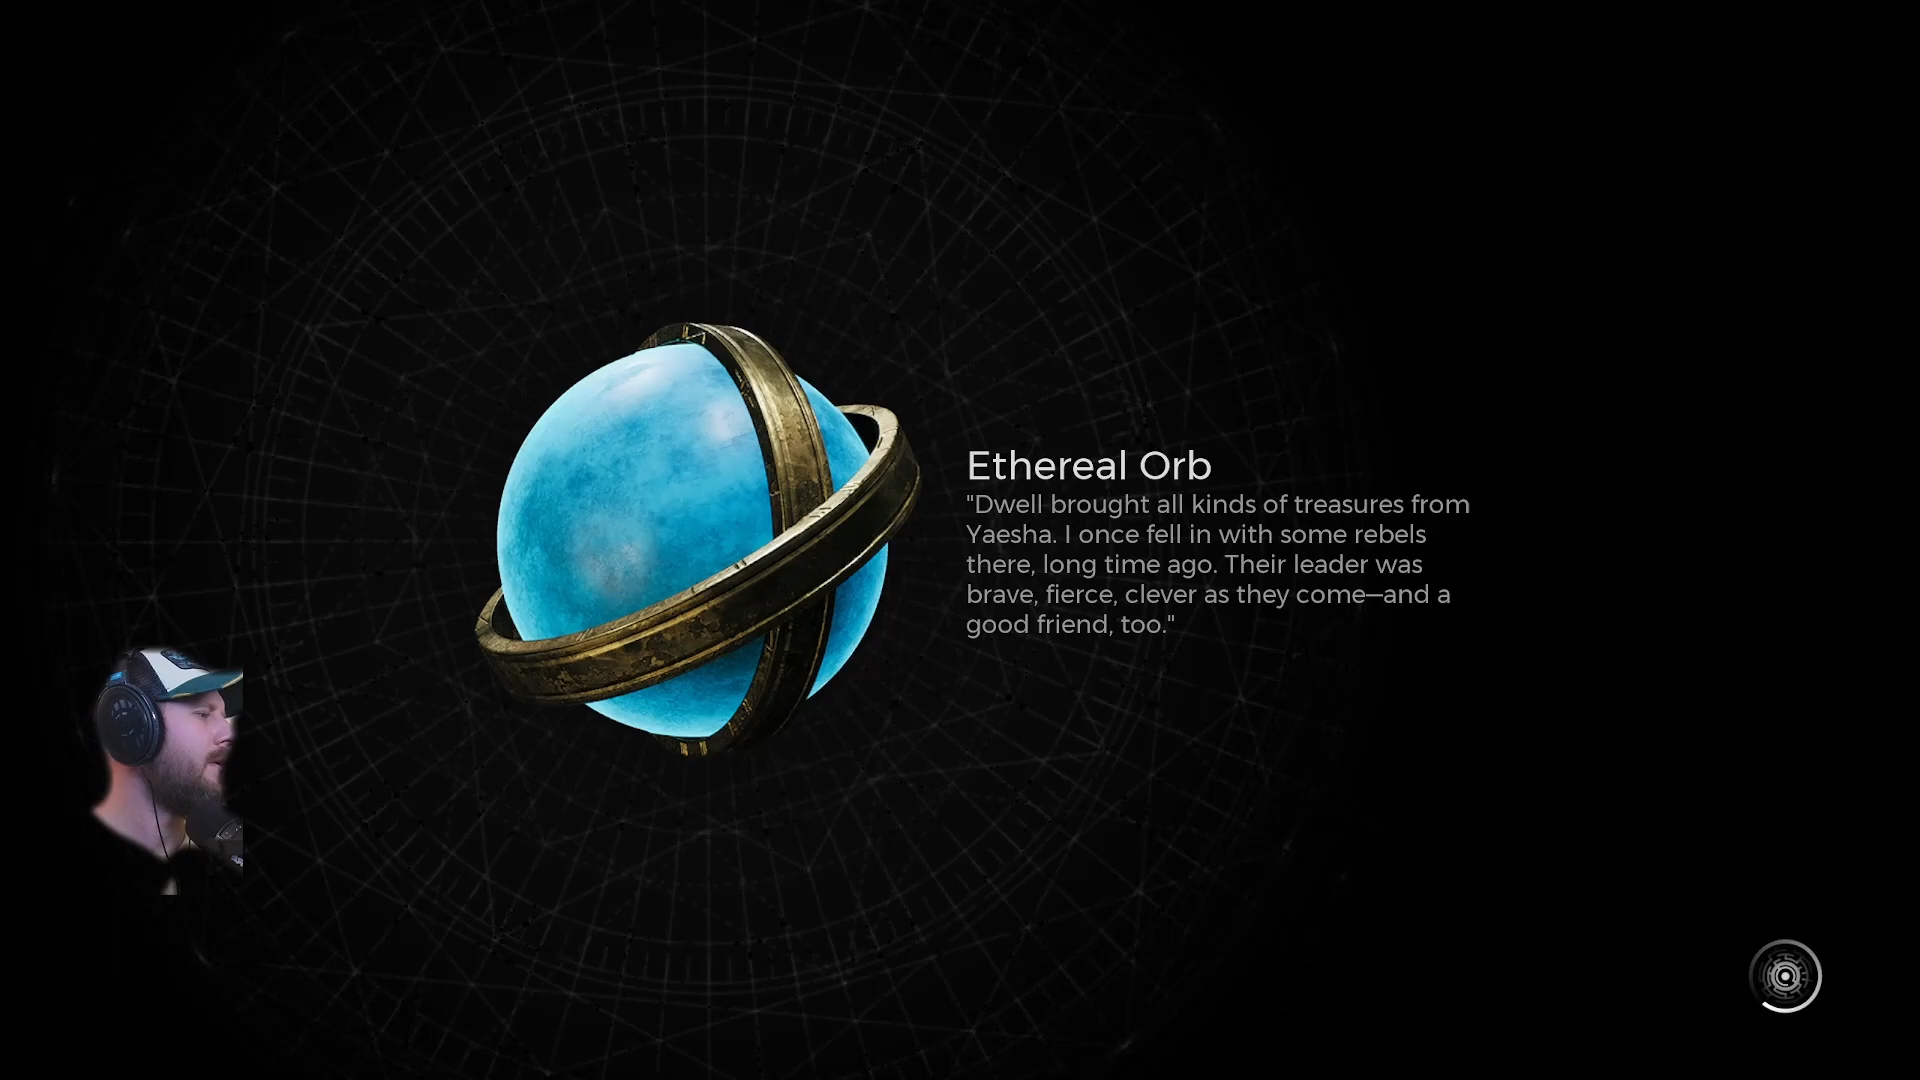 Ethereal Orb
"Dwell brought all kinds of treasures from
Yaesha. I once fell in with some rebels
there, long time ago. Their leader was
brave, fierce, clever as they come—and a
good friend, too."